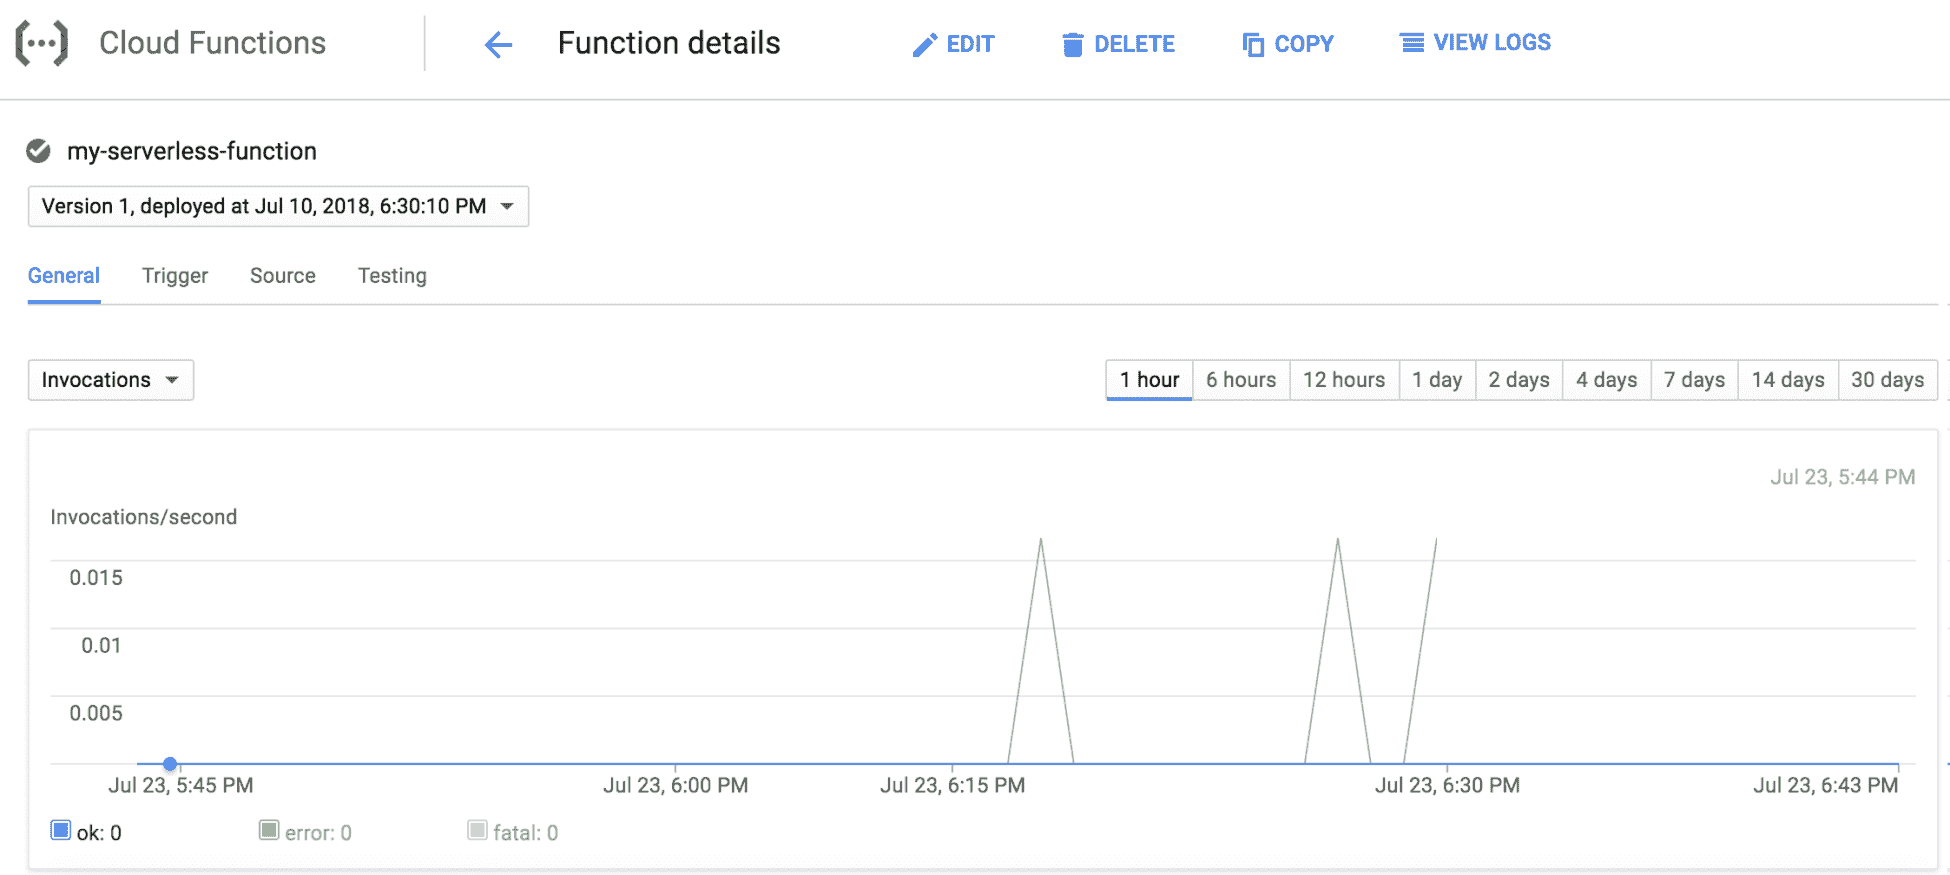 Cloud Functions Function details EDIT DELETE COPY VIEW LOGS
my-serverless-function
Version 1, deployed at Jul 10, 2018, 6:30:10 PM
General Trigger Source Testing
Invocations 1 hour 6 hours 12 hours 1 day 2 days 4 days 7 days 14 days 30 days
Jul 23, 5:44 PM
Invocations/second
0.015
0.01
0.005
Jul 23, 5:45 PM Jul 23, 6:00 PM Jul 23, 6:15 PM Jul 23, 6:30 PM Jul 23, 6:43 PM
ok: 0 error: 0 fatal: 0